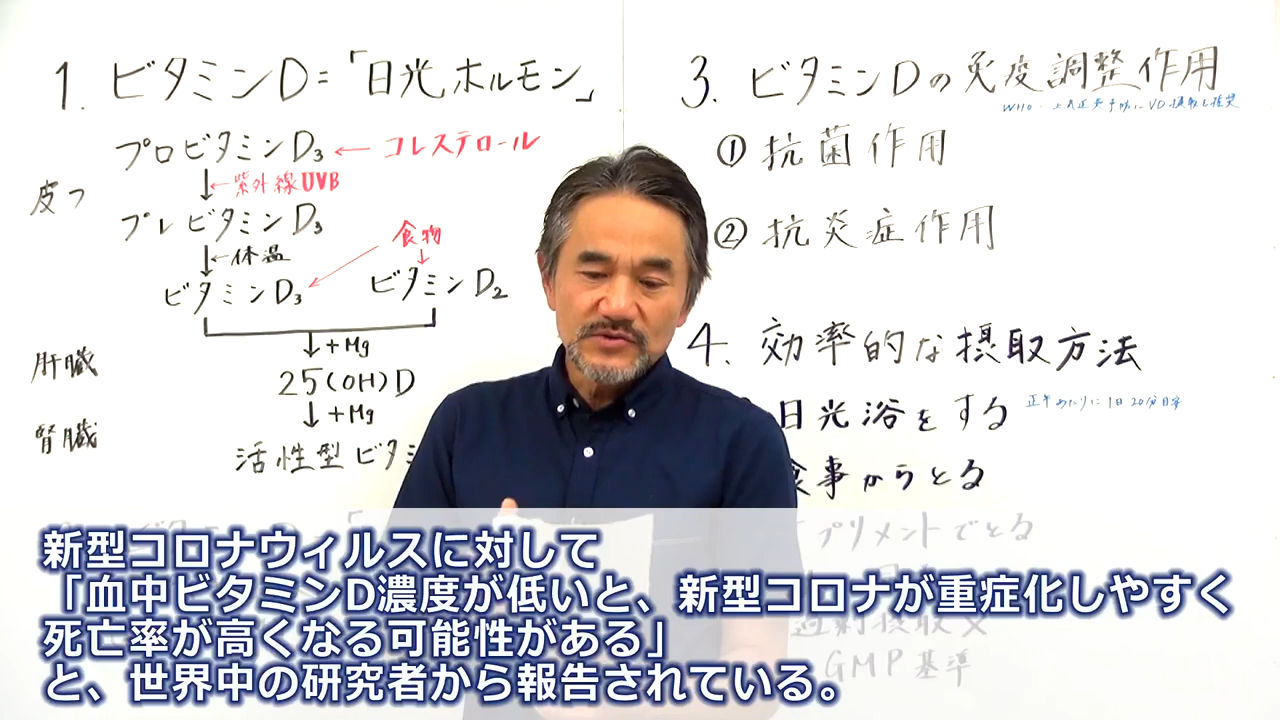 1. ビタミンD=「日光ホルモン」
プロビタミンD₃ ← コレステロール
皮フ
↓←紫外線UVB
プレビタミンD₃
↓←体温
食物
ビタミンD₃
ビタミンD₂
肝臓
↓+Mg
25(OH)D
↓+Mg
腎臓
活性型ビタミ
3. ビタミンDの免疫調整作用
① 抗菌作用
② 抗炎症作用
4. 効率的な摂取方法
日光浴をする
正午あたりに1日20分目安
食事からとる
プリメントでとる
GMP基準
新型コロナウィルスに対して
「血中ビタミンD濃度が低いと、新型コロナが重症化しやすく
死亡率が高くなる可能性がある」
と、世界中の研究者から報告されている。